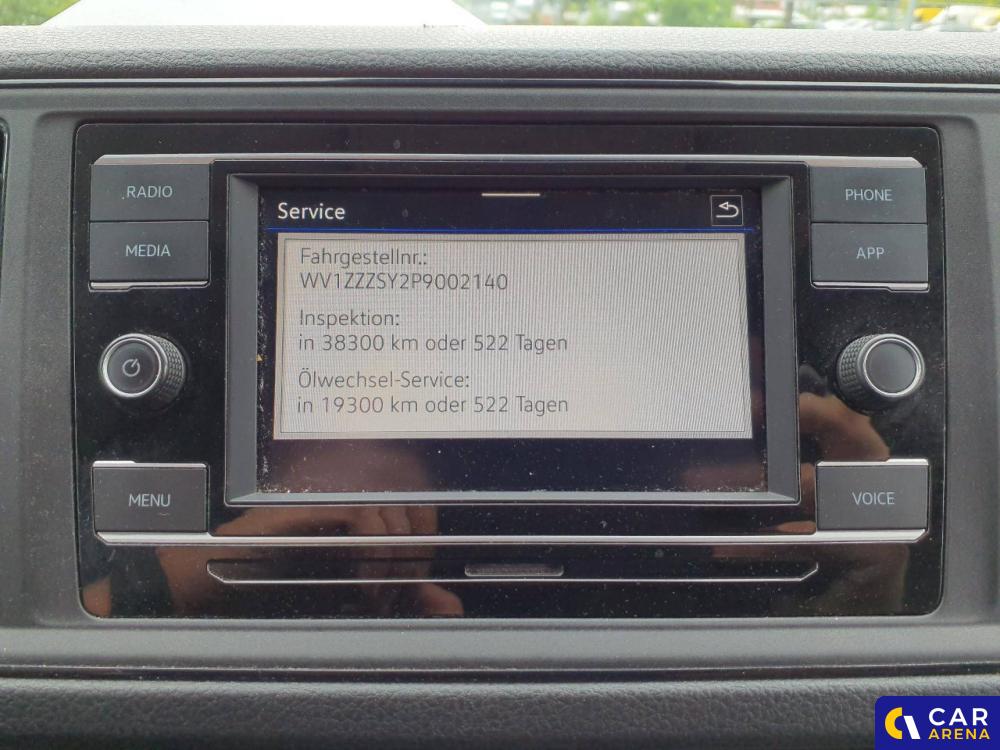 RADIO
MEDIA
MENU
Service
Fahrgestellnr.:
WV1ZZZSY2P9002140
Inspektion:
in 38300 km oder 522 Tagen
Ölwechsel-Service:
in 19300 km oder 522 Tagen
PHONE
APP
VOICE
CAR
ARENA